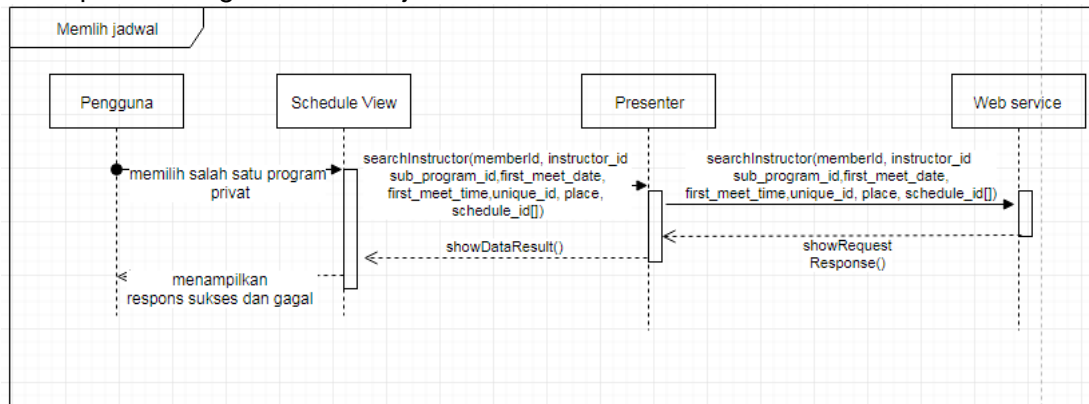 Memlih jadwal
Pengguna
Schedule View
Presenter
Web service
memilih salah satu program
privat
searchInstructor(memberId, instructor_id
sub_program_id,first_meet_date,
first_meet_time,unique_id, place,
schedule_id[])
searchInstructor(memberId, instructor_id
sub_program_id,first_meet_date,
first_meet_time,unique_id, place, schedule_id[])
showDataResult()
showRequest
Response()
menampilkan
respons sukses dan gagal